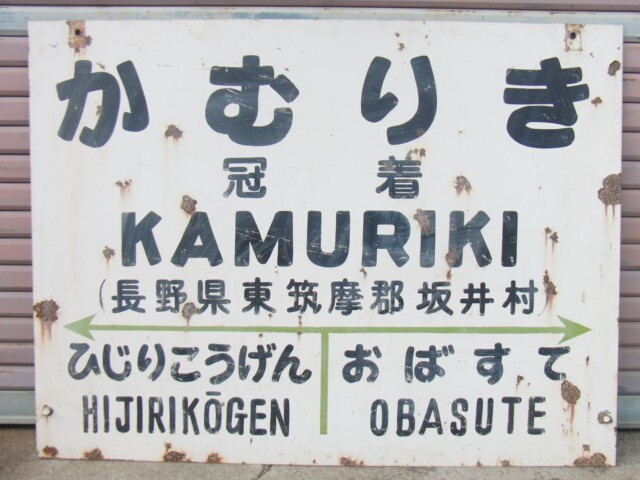 かむりき
冠着
KAMURIKI
(長野県東筑摩郡坂井村)
ひじりこうげん おばすて
HIJIRIKŌGEN OBASUTE